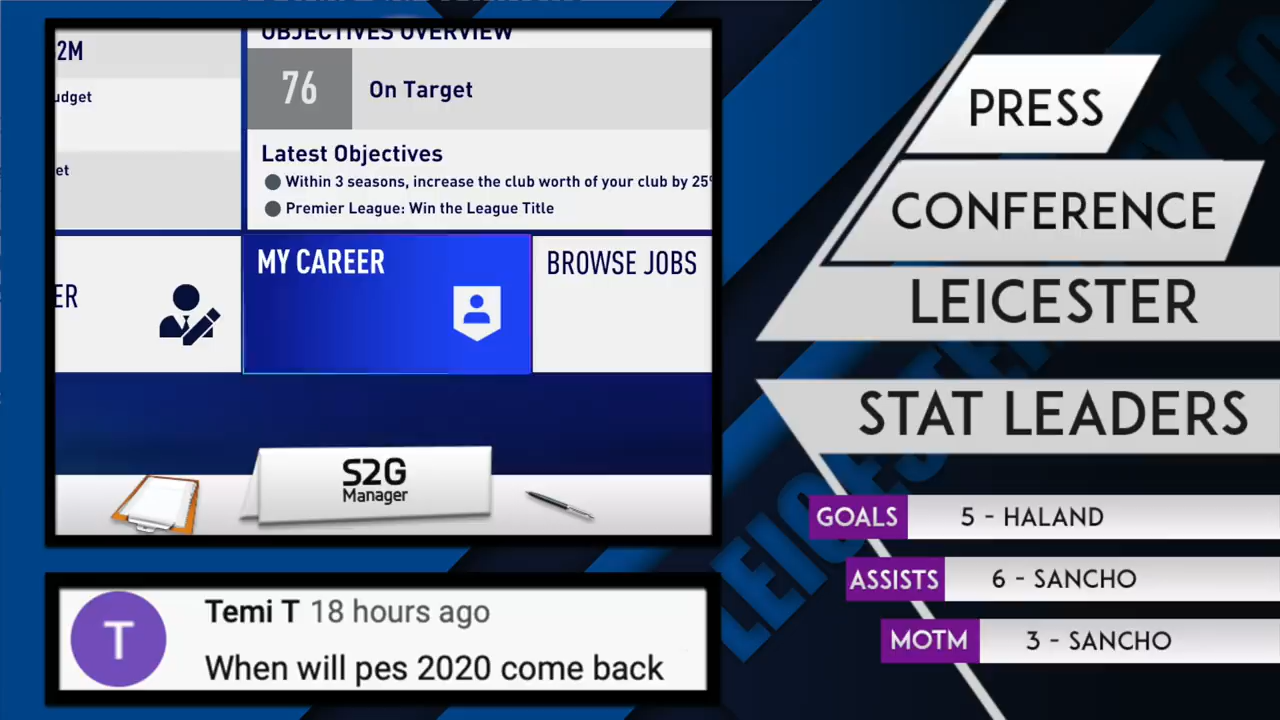 OBJECTIVES OVERVIEW
2M
76
On Target
udget
Latest Objectives
Within 3 seasons, increase the club worth of your club by 25%
et
Premier League: Win the League Title
MY CAREER
BROWSE JOBS
ER
S2G
Manager
T
Temi T 18 hours ago
When will pes 2020 come back
PRESS
CONFERENCE
LEICESTER
STAT LEADERS
GOALS 5 - HALAND
ASSISTS 6 - SANCHO
MOTM 3 - SANCHO